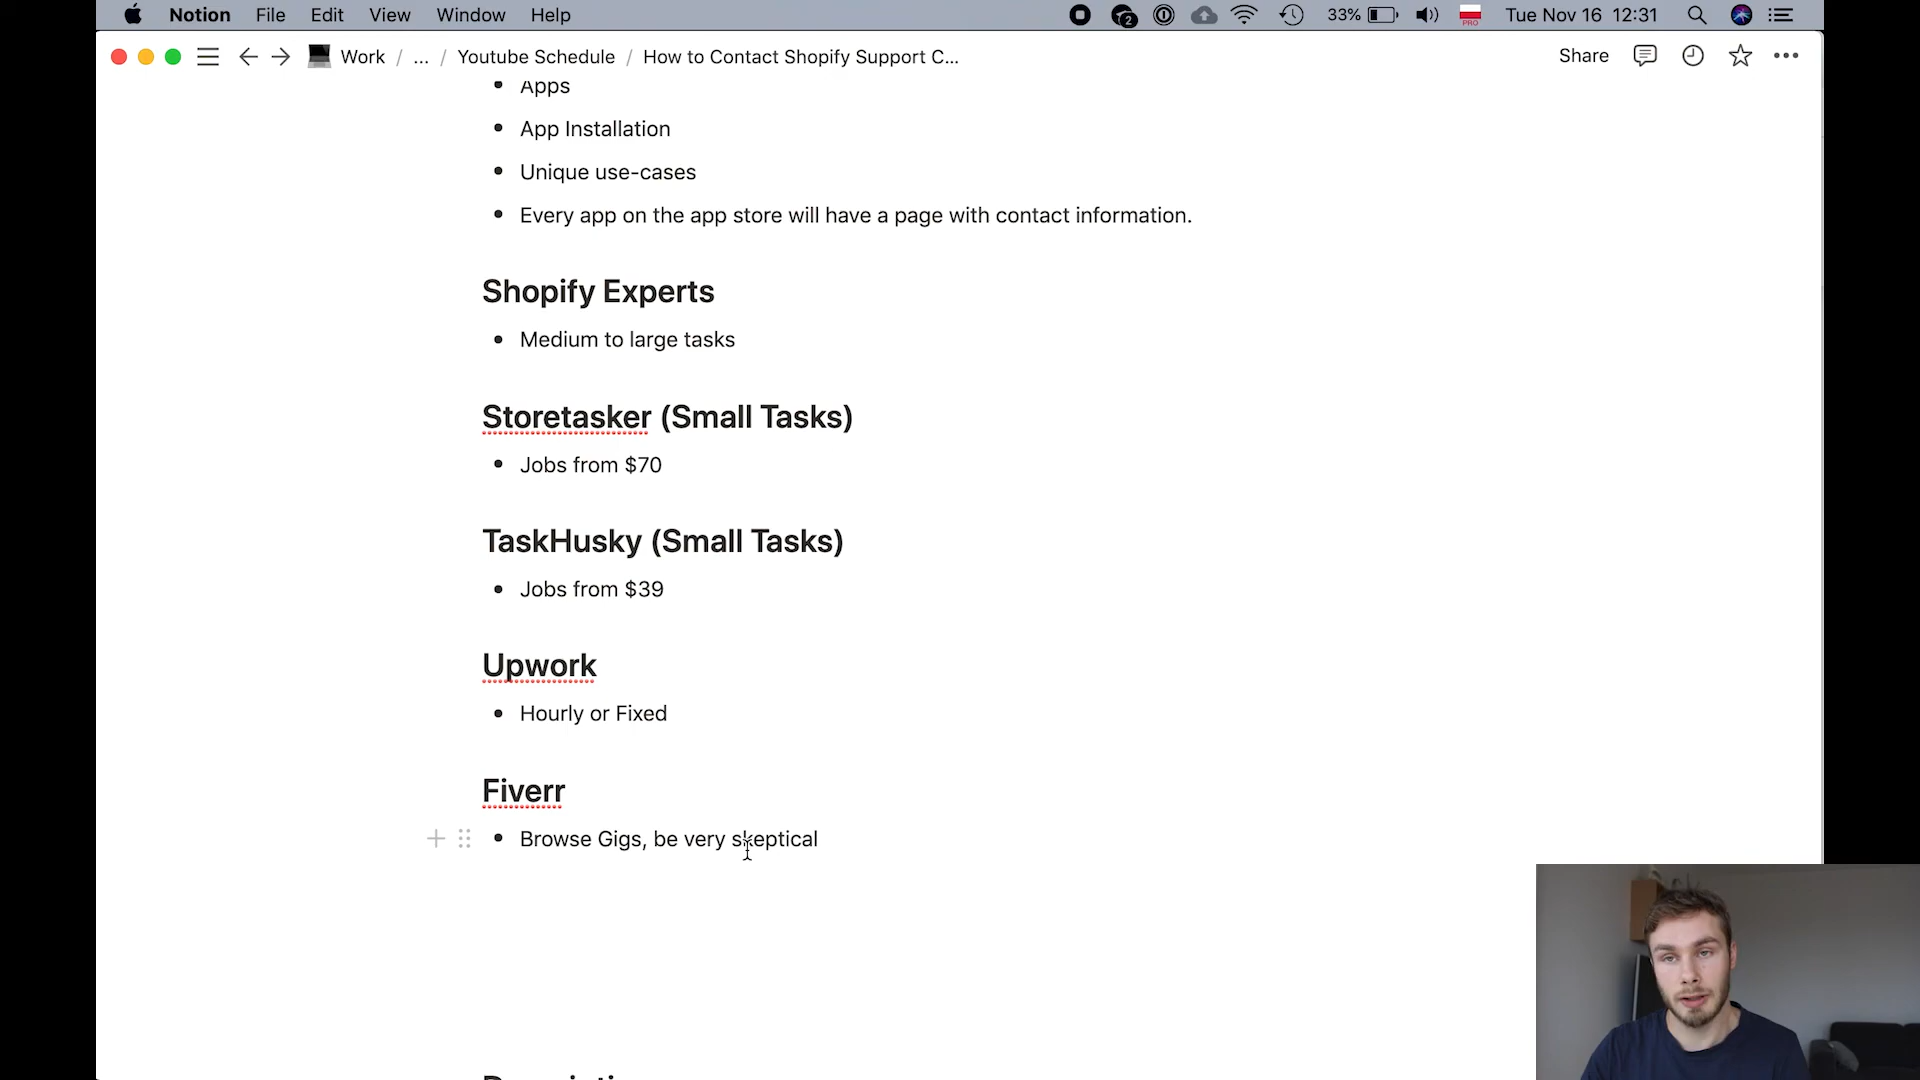 Notion File Edit View Window Help 2 33% PRO Tue Nov 16 12:31
Work / ... / Youtube Schedule / How to Contact Shopify Support C... Share
Apps
App Installation
Unique use-cases
Every app on the app store will have a page with contact information.
Shopify Experts
Medium to large tasks
Storetasker (Small Tasks)
Jobs from $70
TaskHusky (Small Tasks)
Jobs from $39
Upwork
Hourly or Fixed
Fiverr
Browse Gigs, be very skeptical